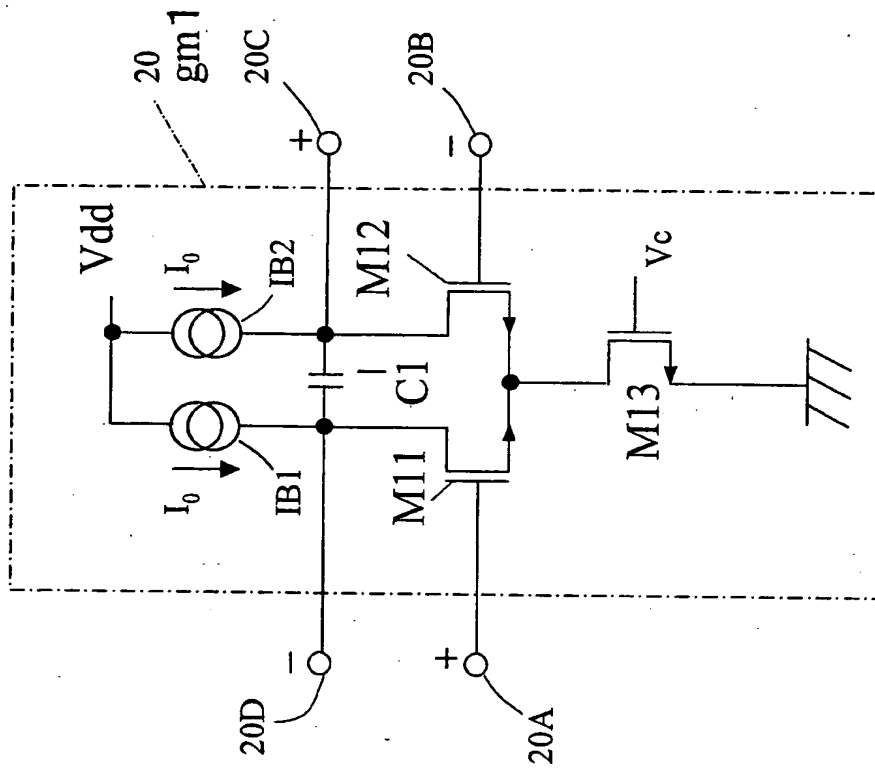 20
gm1
20C
+
20B
−
Vdd
I₀
IB2
I₀
IB1
C1
M12
M11
Vc
M13
−
20D
+
20A